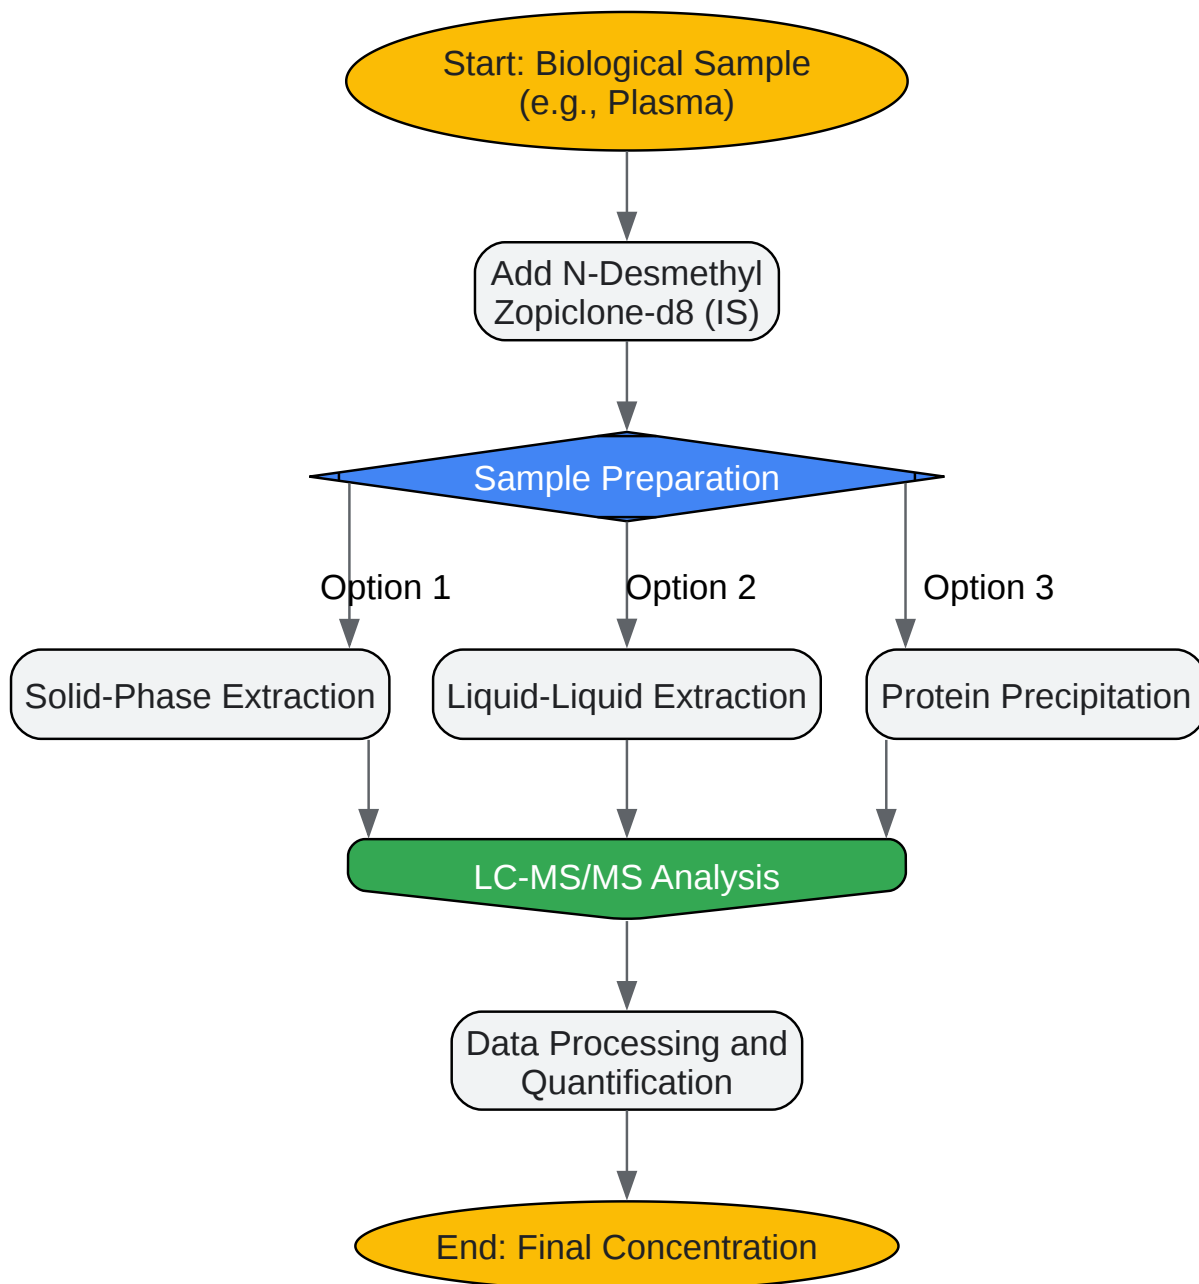 Start: Biological Sample
(e.g., Plasma)
Add N-Desmethyl
Zopiclone-d8 (IS)
Sample Preparation
Option 1
Option 2
Option 3
Solid-Phase Extraction
Liquid-Liquid Extraction
Protein Precipitation
LC-MS/MS Analysis
Data Processing and
Quantification
End: Final Concentration